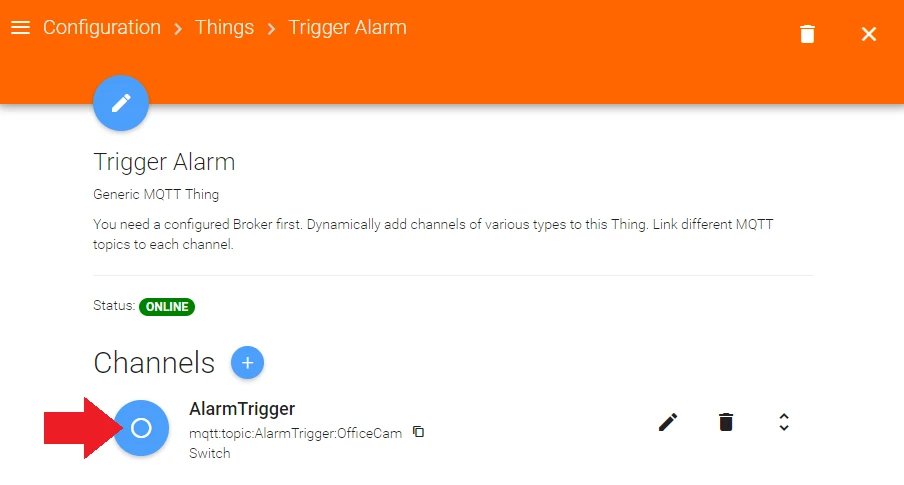 Configuration > Things > Trigger Alarm
Trigger Alarm
Generic MQTT Thing
You need a configured Broker first. Dynamically add channels of various types to this Thing. Link different MQTT
topics to each channel.
Status: ONLINE
Channels
AlarmTrigger
mqtt:topic:AlarmTrigger:OfficeCam
Switch